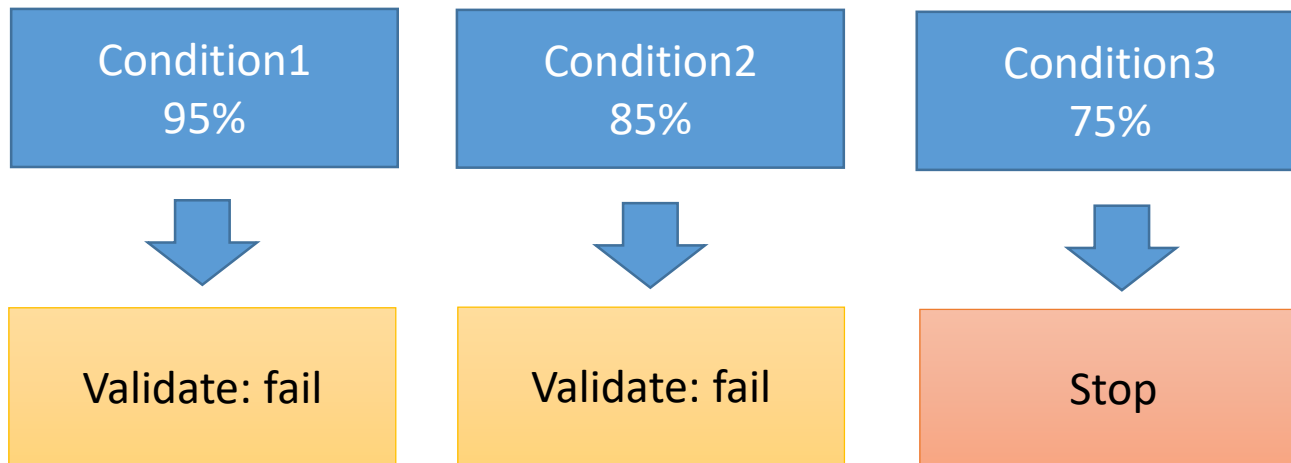 Condition1
95%
Condition2
85%
Condition3
75%
Validate: fail
Validate: fail
Stop